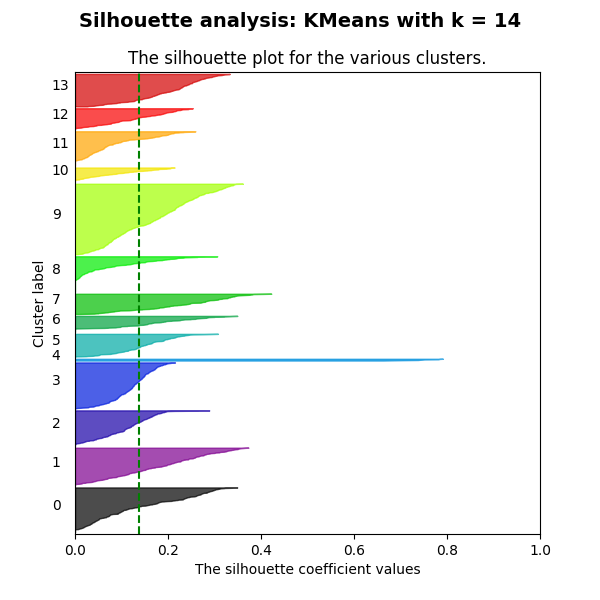 Silhouette analysis: KMeans with k = 14
The silhouette plot for the various clusters.
13
12
11
10
9
8
7
6
5
4
3
2
1
0
Cluster label
0.0 0.2 0.4 0.6 0.8 1.0
The silhouette coefficient values